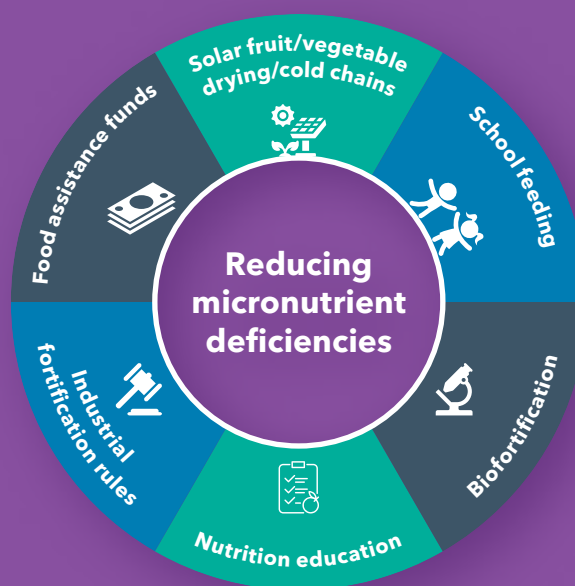 Reducing
micronutrient
deficiencies
Solar fruit/vegetable
drying/cold chains
School feeding
Biofortification
Nutrition education
Industrial
fortification rules
Food assistance funds